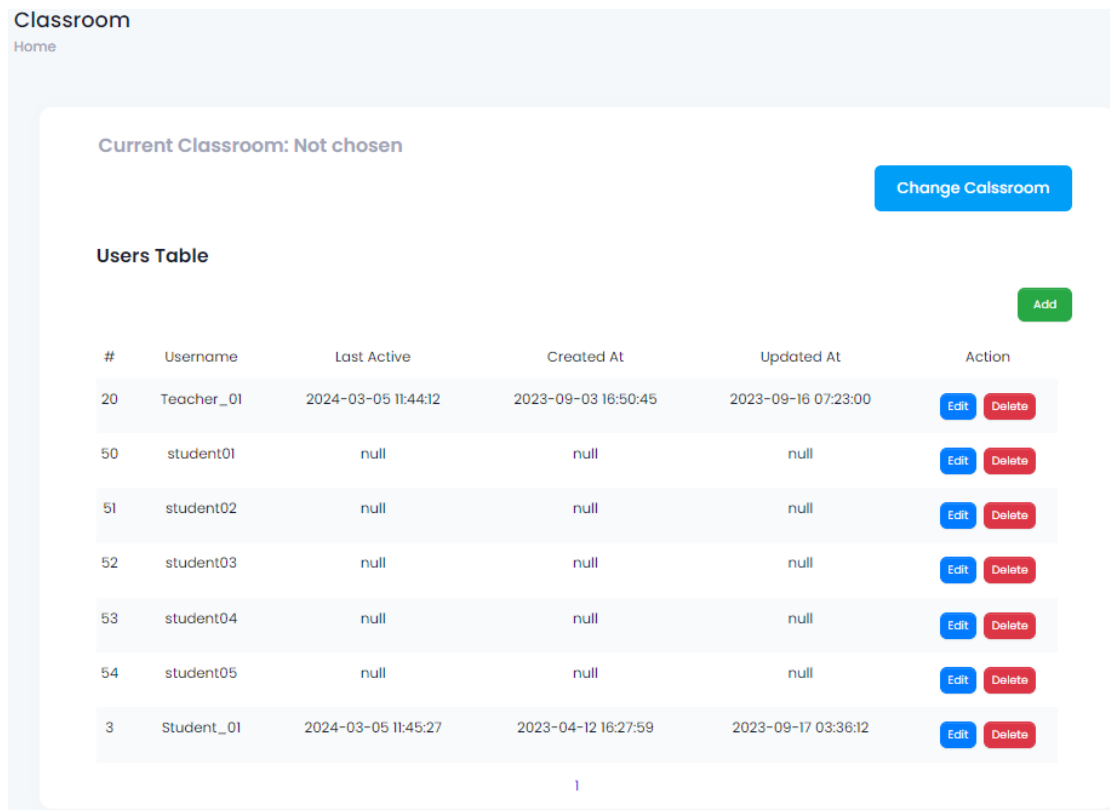 Classroom
Home
Current Classroom: Not chosen
Change Calssroom
Users Table
Add
# Username Last Active Created At Updated At Action
20 Teacher_01 2024-03-05 11:44:12 2023-09-03 16:50:45 2023-09-16 07:23:00 Edit Delete
50 student01 null null null Edit Delete
51 student02 null null null Edit Delete
52 student03 null null null Edit Delete
53 student04 null null null Edit Delete
54 student05 null null null Edit Delete
3 Student_01 2024-03-05 11:45:27 2023-04-12 16:27:59 2023-09-17 03:36:12 Edit Delete
1